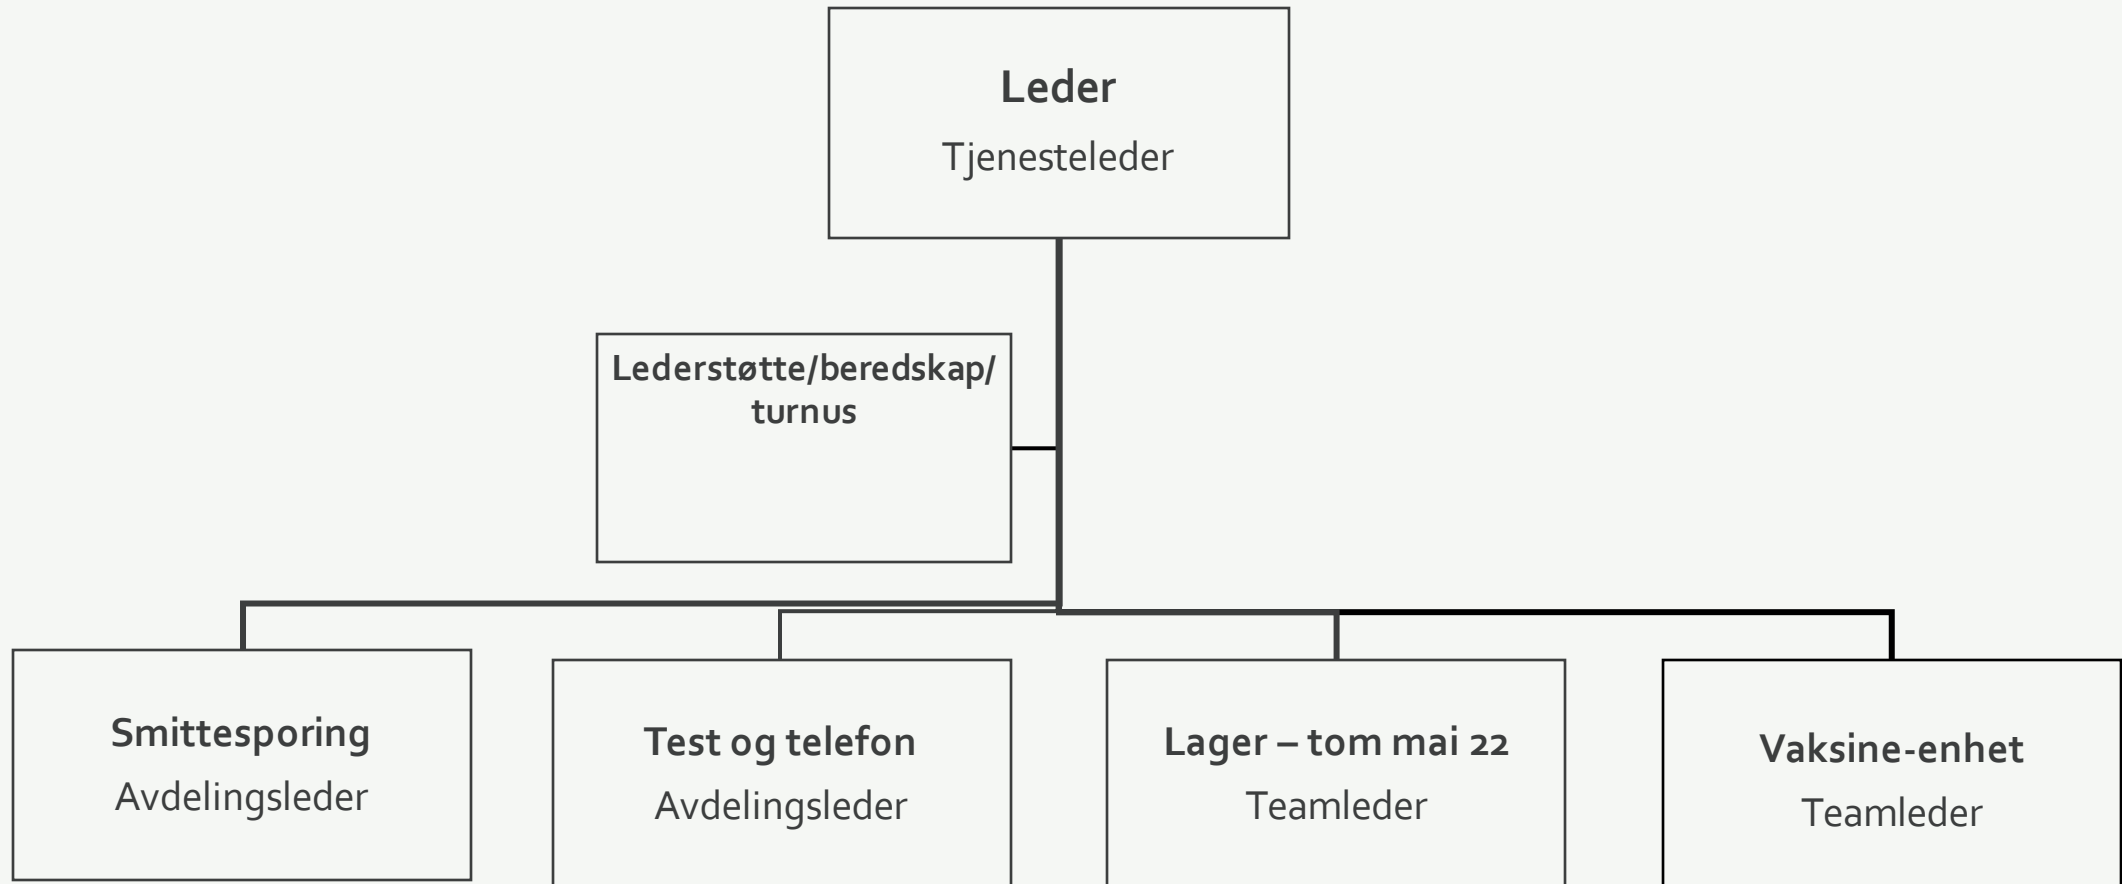 Leder
Tjenesteleder
Lederstøtte/beredskap/
turnus
Smittesporing
Avdelingsleder
Test og telefon
Avdelingsleder
Lager – tom mai 22
Teamleder
Vaksine-enhet
Teamleder